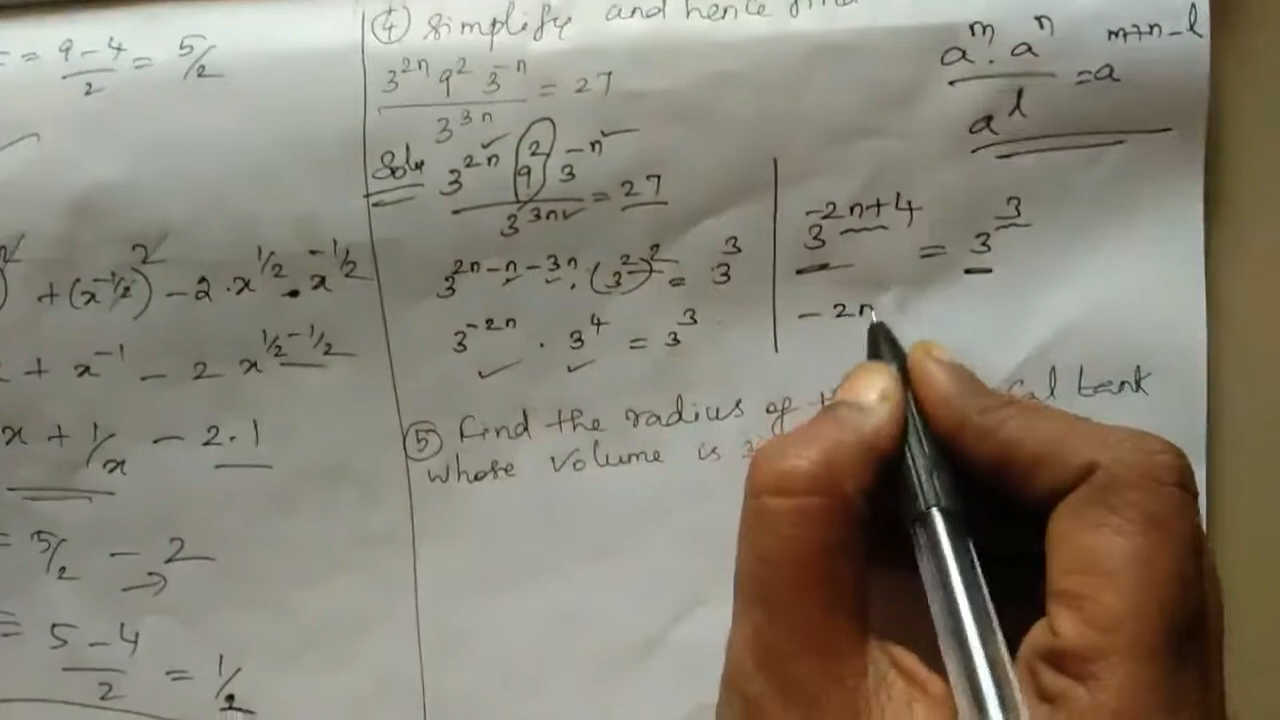 = = 9-4/2 = 5/2
+ (x^{-1/2})^2 - 2 · x^{1/2} · x^{-1/2}
+ x^{-1} - 2 x^{1/2-1/2}
x + 1/x - 2·1
= 5/2 - 2
= 5-4/2 = 1/2
④ Simplify and hence find
3^{2n} 9^2 3^{-n} / 3^{3n} = 27
Soln 3^{2n} 9^2 3^{-n} / 3^{3n} = 27
3^{2n-n-3n} · (3^2)^2 = 3^3
3^{-2n} · 3^4 = 3^3
a^m · a^n / a^l = a^{m+n-l}
3^{-2n+4} = 3^3
-2n
⑤ Find the radius of tank
whose volume is